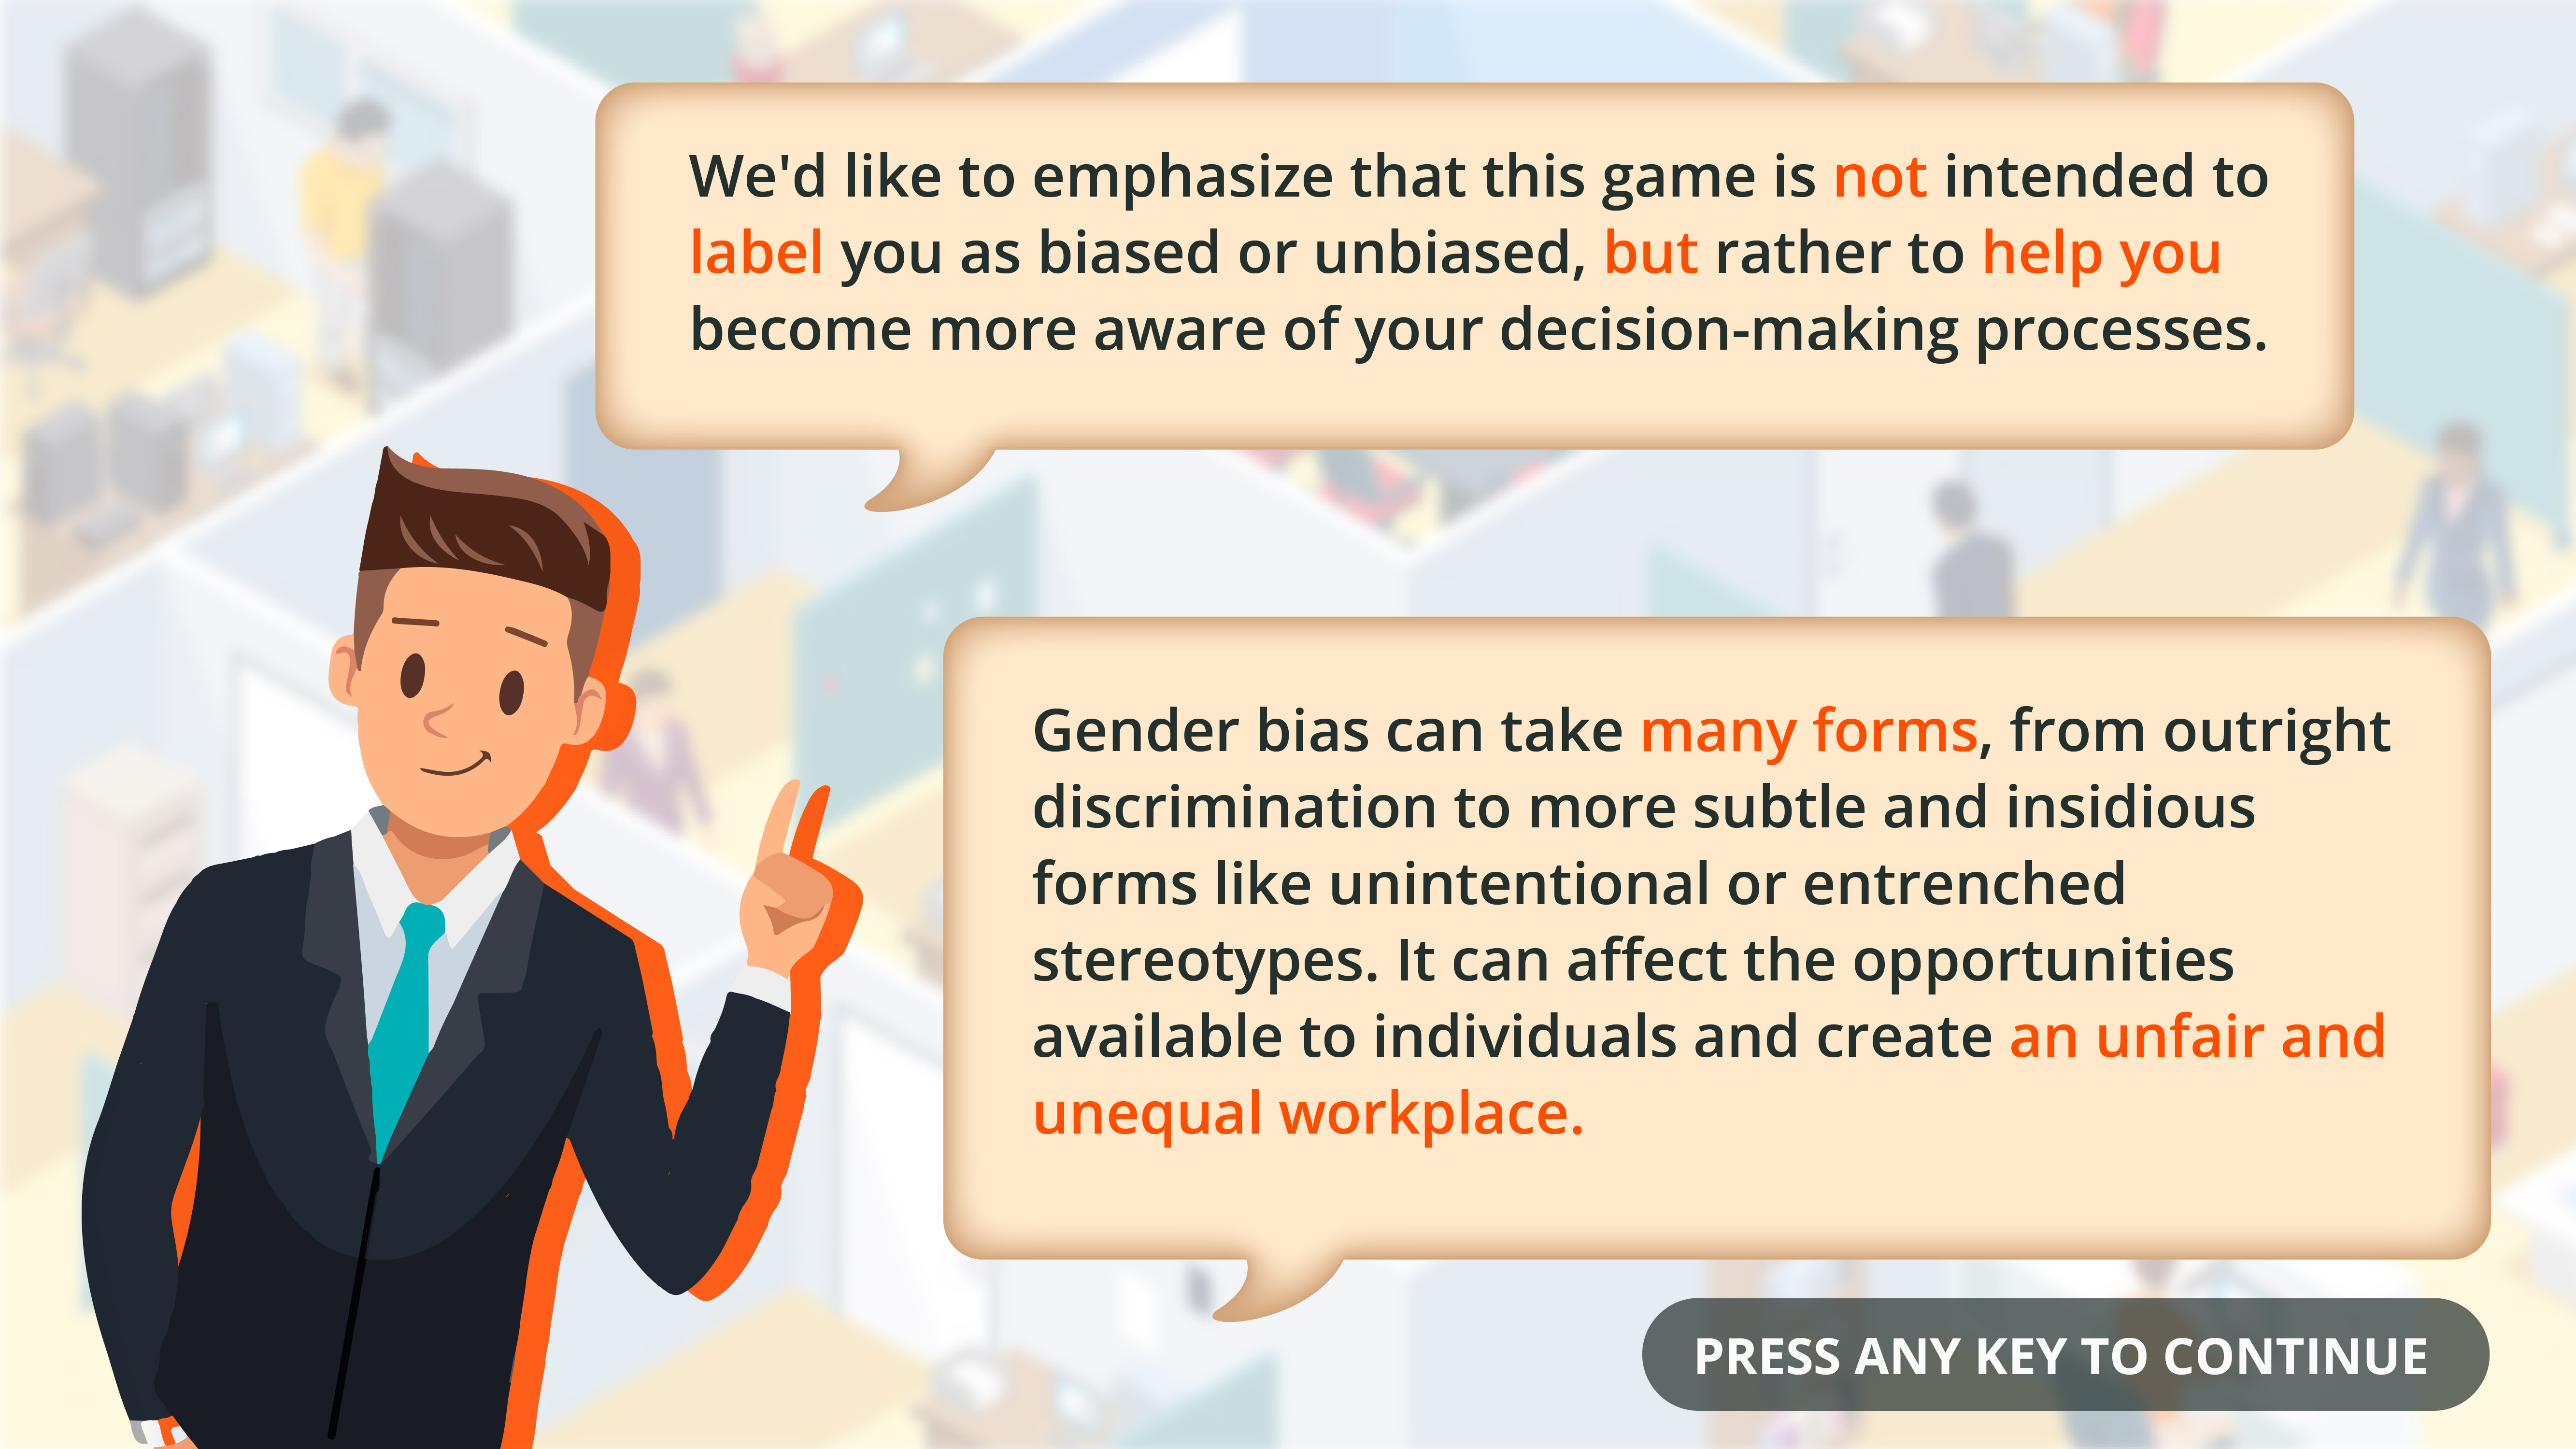 We'd like to emphasize that this game is not intended to
label you as biased or unbiased, but rather to help you
become more aware of your decision-making processes.
Gender bias can take many forms, from outright
discrimination to more subtle and insidious
forms like unintentional or entrenched
stereotypes. It can affect the opportunities
available to individuals and create an unfair and
unequal workplace.
PRESS ANY KEY TO CONTINUE